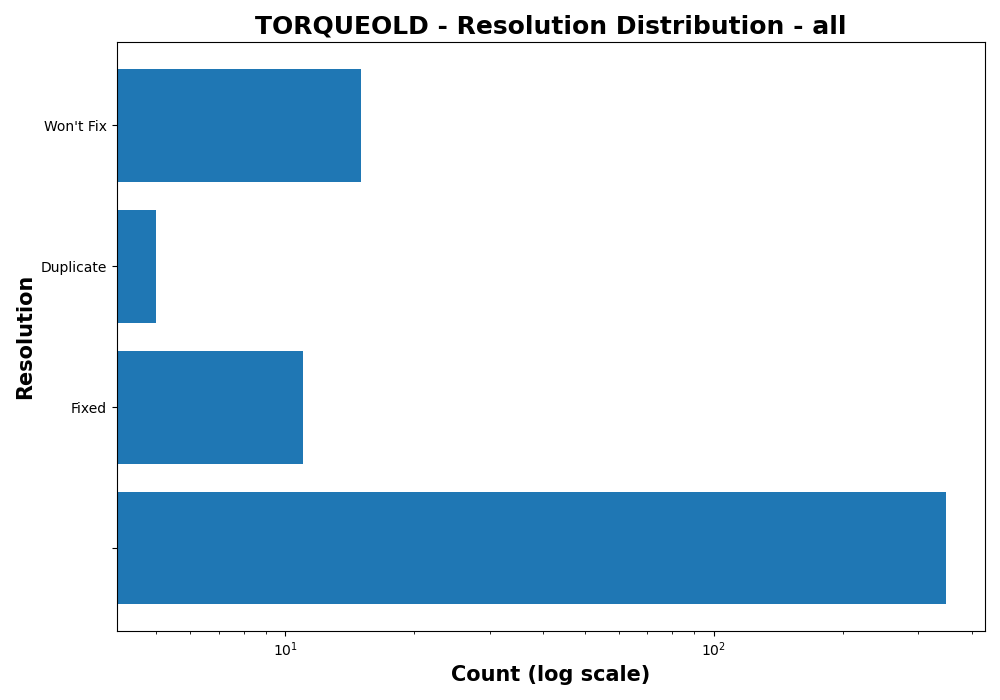 TORQUEOLD - Resolution Distribution - all
Won't Fix
Duplicate
Fixed
Resolution
10¹
10²
Count (log scale)